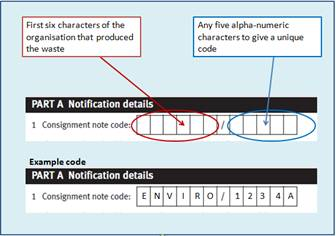 First six characters of the
organisation that produced
the waste
Any five alpha-numeric
characters to give a unique
code
PART A Notification details
1 Consignment note code: /
Example code
PART A Notification details
1 Consignment note code: E N V I R O / 1 2 3 4 A